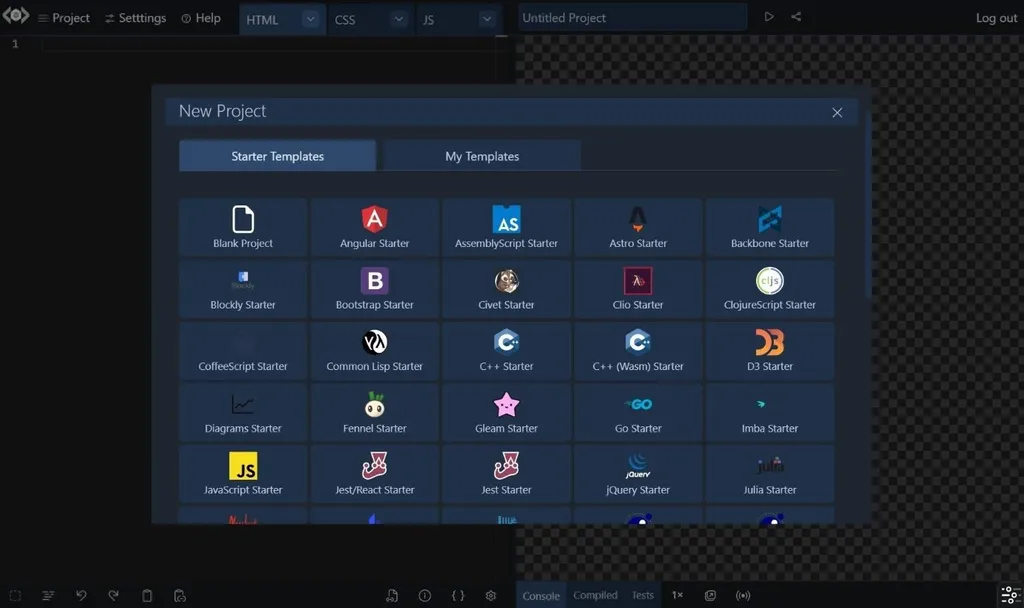 Project Setttings Help HTML CSS JS Untitled Project Log out
1
New Project
Starter Templates My Templates
Blank Project Angular Starter AssemblyScript Starter Astro Starter Backbone Starter
Blockly
Blockly Starter Bootstrap Starter Civet Starter Clio Starter ClojureScript Starter
CoffeeScript Starter Common Lisp Starter C++ Starter C++ (Wasm) Starter D3 Starter
Diagrams Starter Fennel Starter Gleam Starter Go Starter Imba Starter
JavaScript Starter Jest/React Starter Jest Starter jQuery Starter Julia Starter
Console Compiled Tests 1×